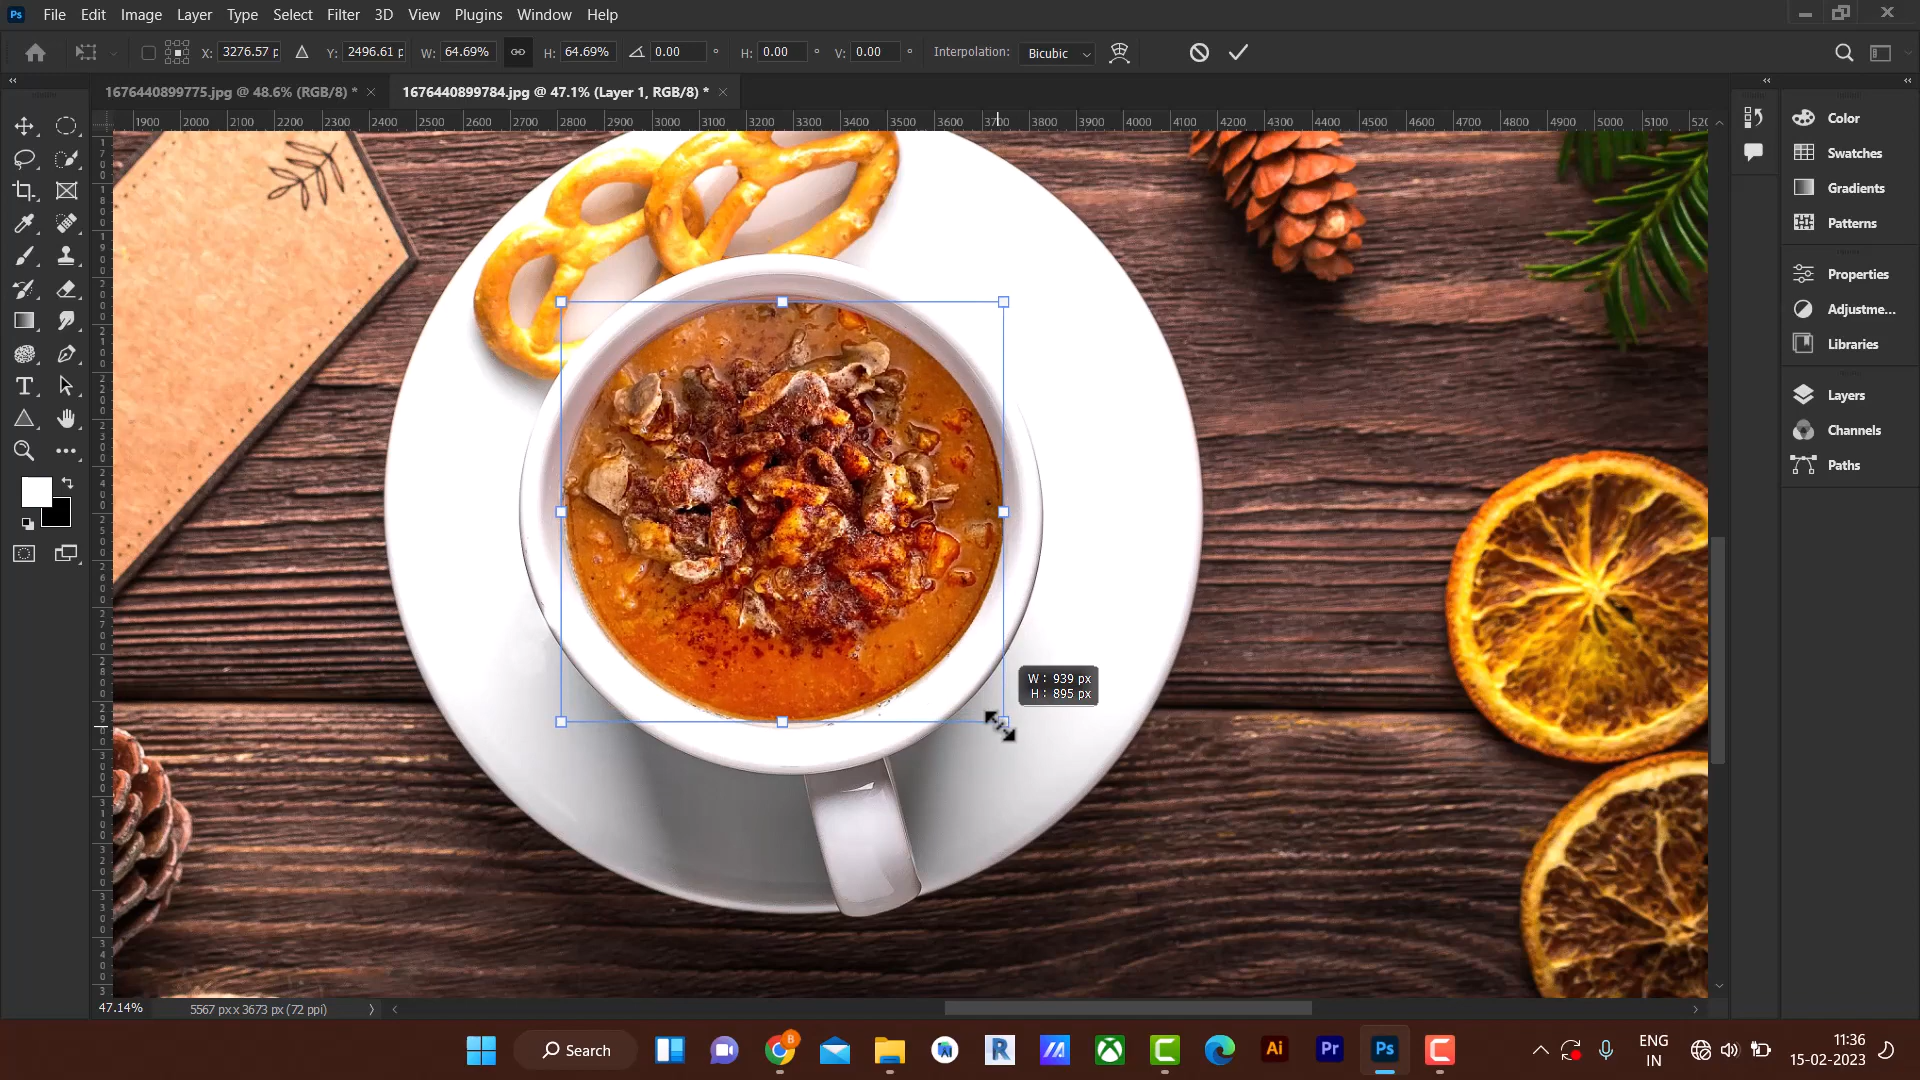 Ps File Edit Image Layer Type Select Filter 3D View Plugins Window Help
X: 3276.57 p Y: 2496.61 p W: 64.69% H: 64.69% 0.00 ° H: 0.00 ° V: 0.00 ° Interpolation: Bicubic
1676440899775.jpg @ 48.6% (RGB/8) * 1676440899784.jpg @ 47.1% (Layer 1, RGB/8) *
1900 2000 2100 2200 2300 2400 2500 2600 2700 2800 2900 3000 3100 3200 3300 3400 3500 3600 3700 3800 3900 4000 4100 4200 4300 4400 4500 4600 4700 4800 4900 5000 5100 520
Color
Swatches
Gradients
Patterns
Properties
Adjustme...
Libraries
Layers
Channels
Paths
W: 939 px
H: 895 px
47.14% 5567 px x 3673 px (72 ppi)
Search
B
R
Ai
Pr
Ps
ENG
IN
11:36
15-02-2023